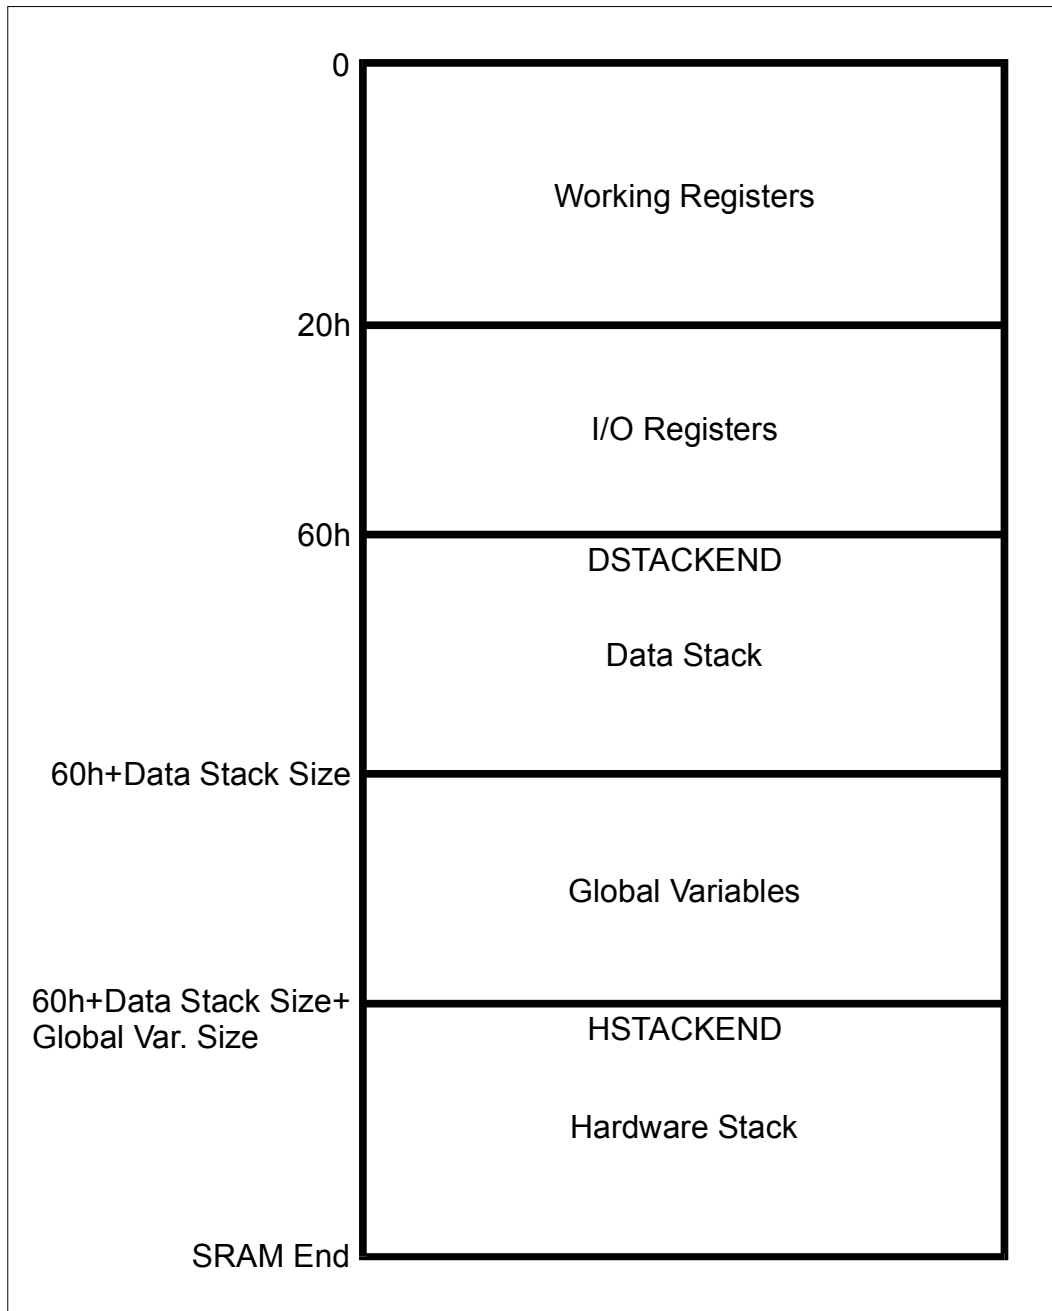 0
Working Registers
20h
I/O Registers
60h
DSTACKEND
Data Stack
60h+Data Stack Size
Global Variables
60h+Data Stack Size+
Global Var. Size
HSTACKEND
Hardware Stack
SRAM End